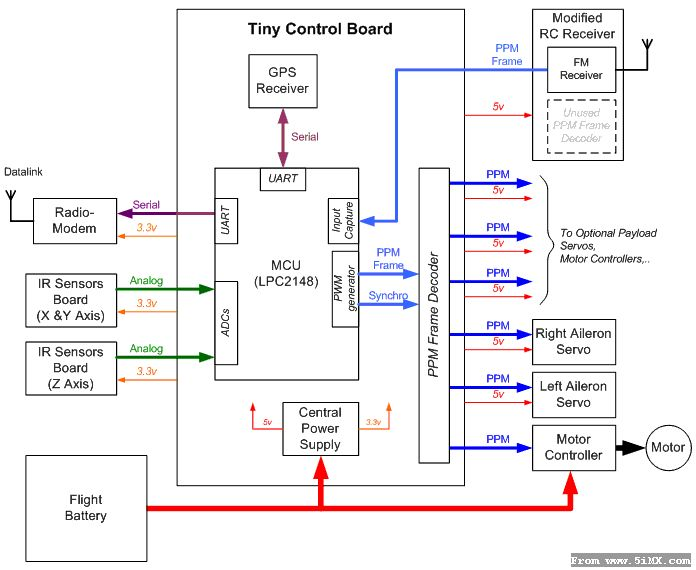 Tiny Control Board
Modified
RC Receiver
PPM
Frame
FM
Receiver
GPS
Receiver
5v
Unused
PPM Frame
Decoder
Serial
Datalink
UART
PPM
5v
Serial
Radio-
Modem
3.3v
UART
Input
Capture
MCU
(LPC2148)
PPM
Frame
PWM
generator
Synchro
PPM Frame Decoder
PPM
5v
To Optional Payload
Servos,
Motor Controllers,..
PPM
5v
IR Sensors
Board
(X &Y Axis)
Analog
3.3v
ADCs
IR Sensors
Board
(Z Axis)
Analog
3.3v
PPM
5v
Right Aileron
Servo
PPM
5v
Left Aileron
Servo
5v
Central
Power
Supply
3.3v
PPM
Motor
Controller
Motor
Flight
Battery
From www.5iMX.com